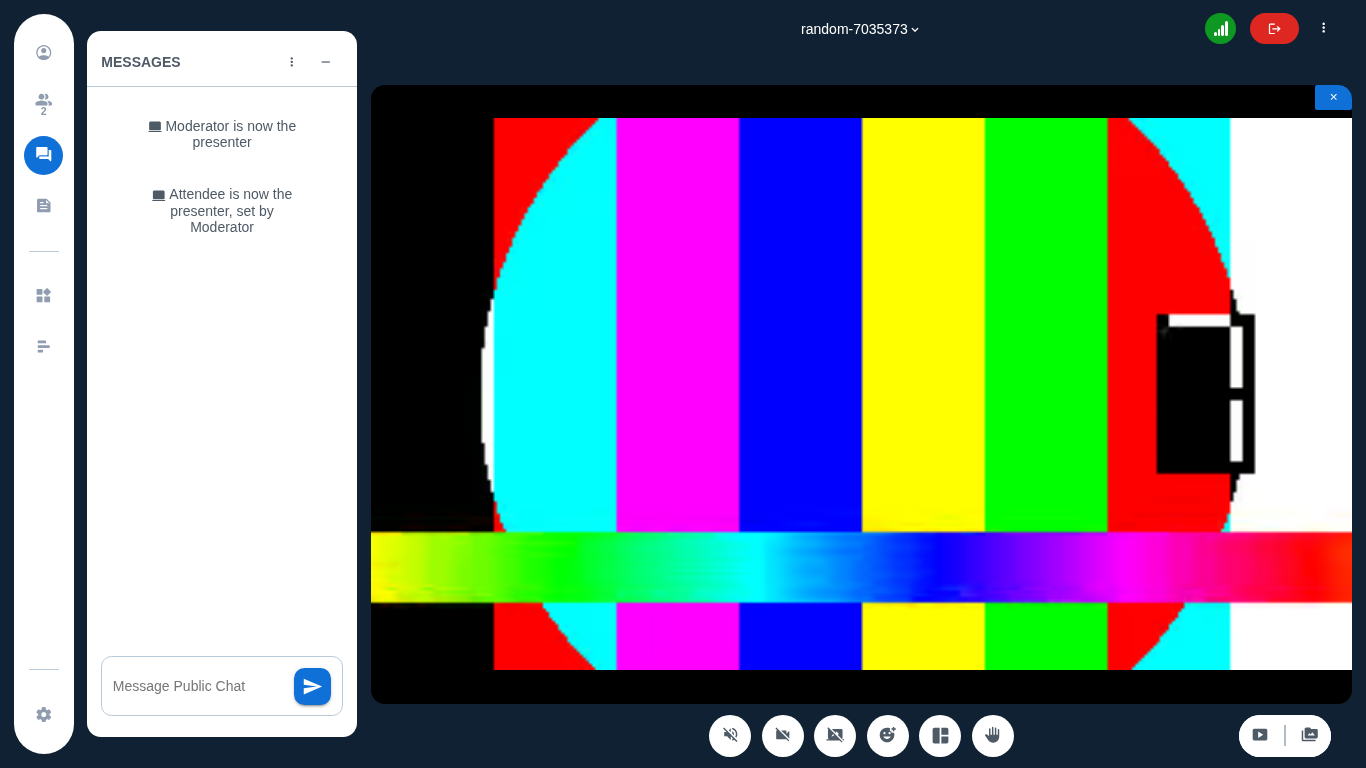 random-7035373
MESSAGES
2
Moderator is now the
presenter
Attendee is now the
presenter, set by
Moderator
Message Public Chat